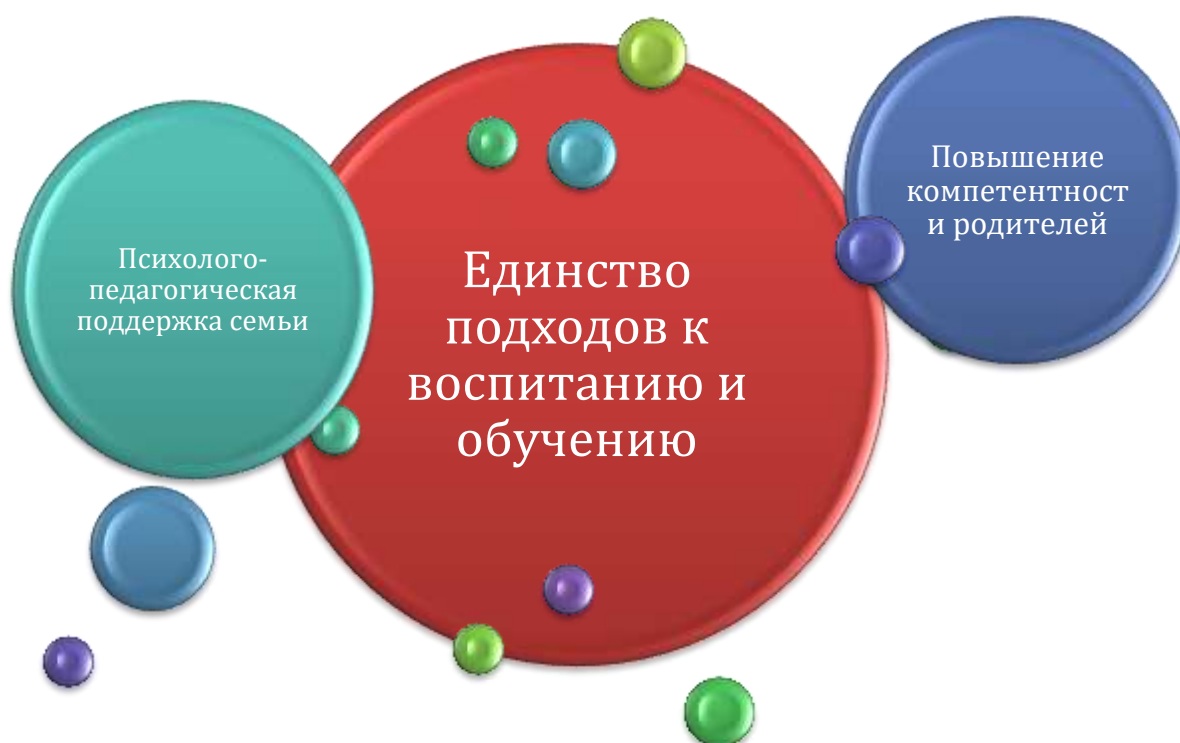 Психолого-
педагогическая
поддержка семьи
Единство
подходов к
воспитанию и
обучению
Повышение
компетентност
и родителей